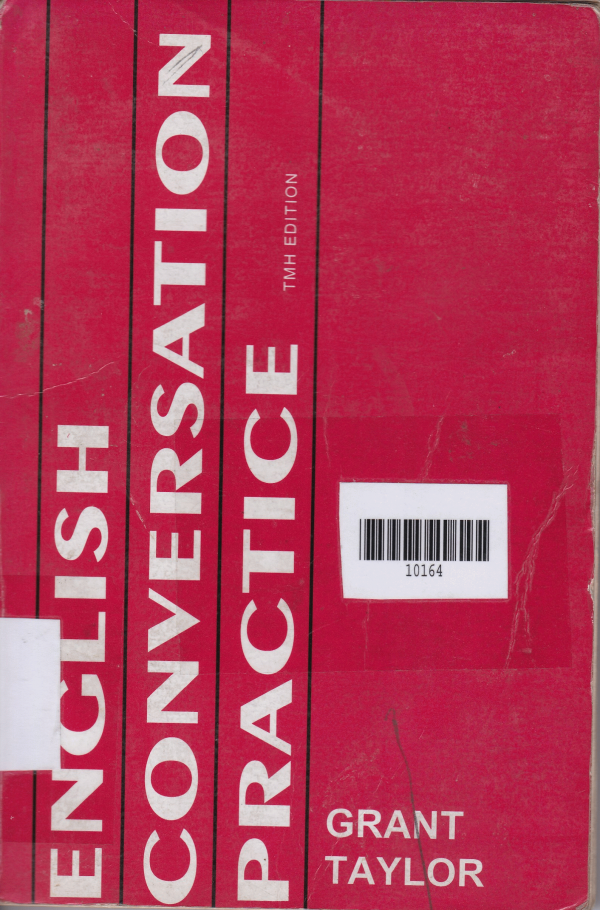 ENGLISH
CONVERSATION
PRACTICE
TMH EDITION
10164
GRANT
TAYLOR